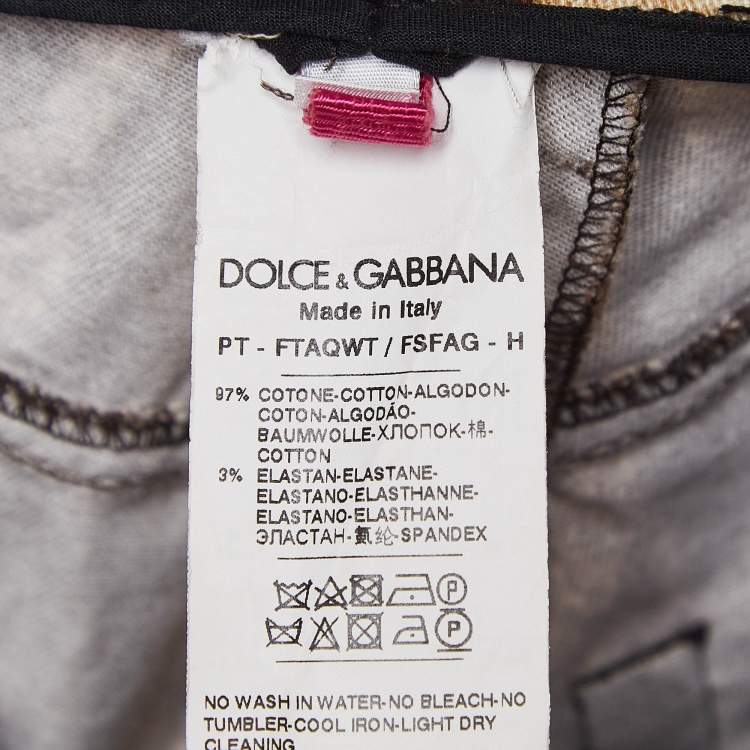 DOLCE & GABBANA
Made in Italy
PT - FTAQWT / FSFAG - H
97% COTONE-COTTON-ALGODON-
COTON-ALGODÃO-
BAUMWOLLE-ХЛОПОК-棉-
COTTON
3% ELASTAN-ELASTANE-
ELASTANO-ELASTHANNE-
ELASTANO-ELASTHAN-
ЭЛАСТАН-氨纶-SPANDEX
P
P
NO WASH IN WATER-NO BLEACH-NO
TUMBLER-COOL IRON-LIGHT DRY
CLEANING